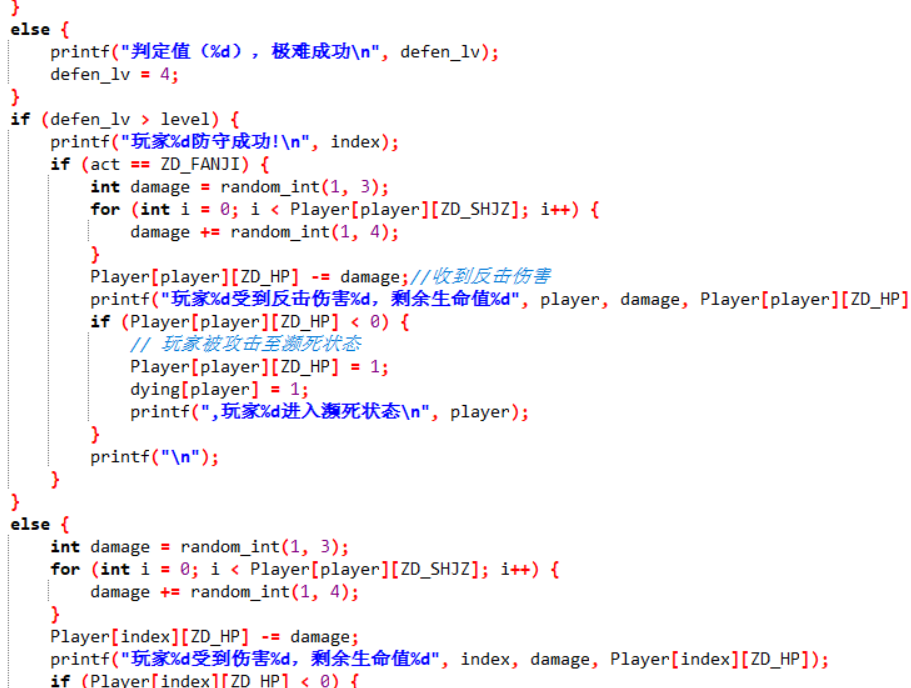 }
else {
    printf("判定值（%d），极难成功\n", defen_lv);
    defen_lv = 4;
}
if (defen_lv > level) {
    printf("玩家%d防守成功!\n", index);
    if (act == ZD_FANJI) {
        int damage = random_int(1, 3);
        for (int i = 0; i < Player[player][ZD_SHJZ]; i++) {
            damage += random_int(1, 4);
        }
        Player[player][ZD_HP] -= damage;//收到反击伤害
        printf("玩家%d受到反击伤害%d，剩余生命值%d", player, damage, Player[player][ZD_HP]
        if (Player[player][ZD_HP] < 0) {
            // 玩家被攻击至濒死状态
            Player[player][ZD_HP] = 1;
            dying[player] = 1;
            printf(",玩家%d进入濒死状态\n", player);
        }
        printf("\n");
    }
}
else {
    int damage = random_int(1, 3);
    for (int i = 0; i < Player[player][ZD_SHJZ]; i++) {
        damage += random_int(1, 4);
    }
    Player[index][ZD_HP] -= damage;
    printf("玩家%d受到伤害%d，剩余生命值%d", index, damage, Player[index][ZD_HP]);
    if (Player[index][ZD_HP] < 0) {